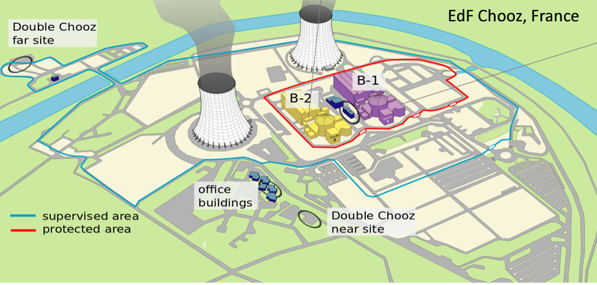 EdF Chooz, France
Double Chooz
far site
B-1
B-2
office
buildings
Double Chooz
near site
supervised area
protected area